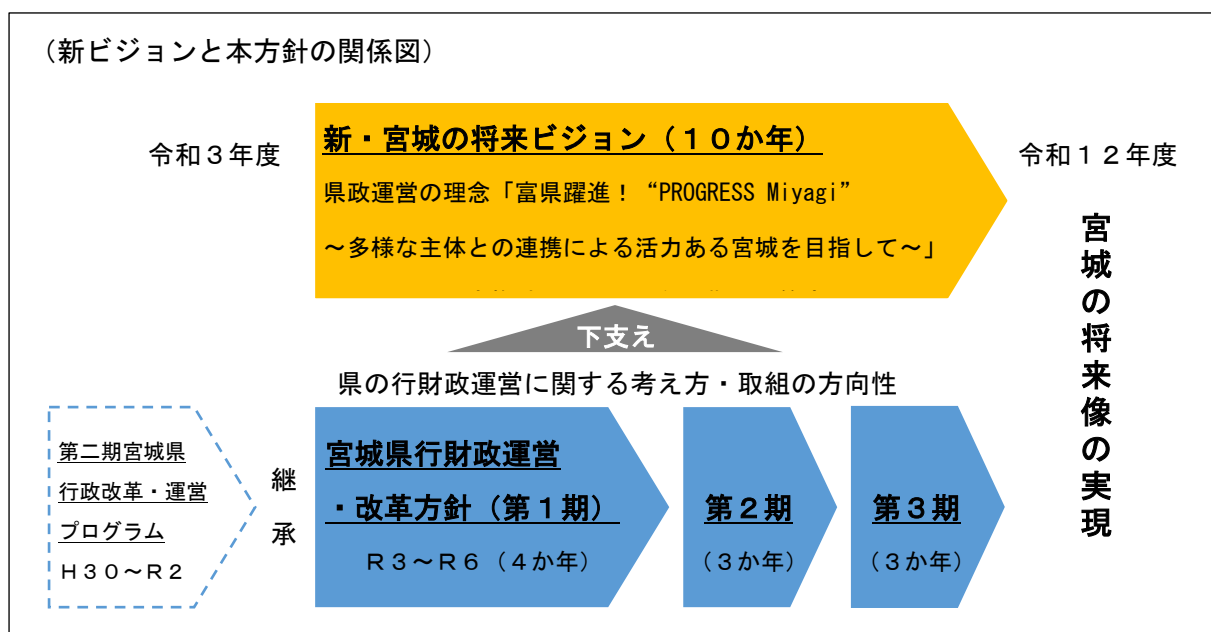 （新ビジョンと本方針の関係図）
令和３年度
新・宮城の将来ビジョン（１０か年）
県政運営の理念「富県躍進！“PROGRESS Miyagi”
～多様な主体との連携による活力ある宮城を目指して～」
令和１２年度
宮城の将来像の実現
下支え
県の行財政運営に関する考え方・取組の方向性
第二期宮城県
行政改革・運営
プログラム
Ｈ３０～Ｒ２
継承
宮城県行財政運営
・改革方針（第１期）
Ｒ３～Ｒ６（４か年）
第２期
（３か年）
第３期
（３か年）